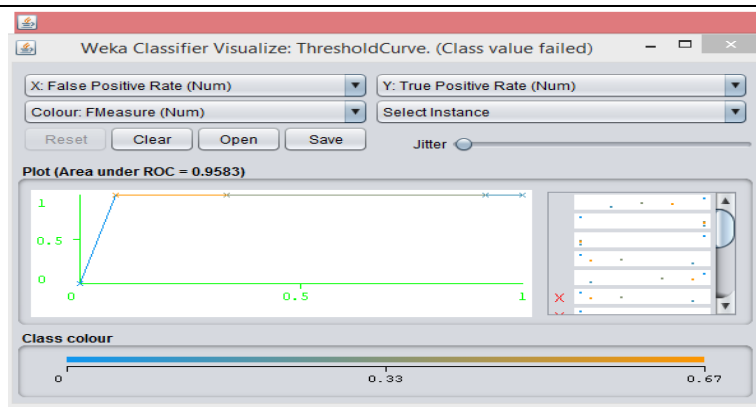 Weka Classifier Visualize: ThresholdCurve. (Class value failed)
X: False Positive Rate (Num) Y: True Positive Rate (Num)
Colour: FMeasure (Num) Select Instance
Reset Clear Open Save Jitter
Plot (Area under ROC = 0.9583)
1
0.5
0
0 0.5 1
X
Class colour
0 0.33 0.67